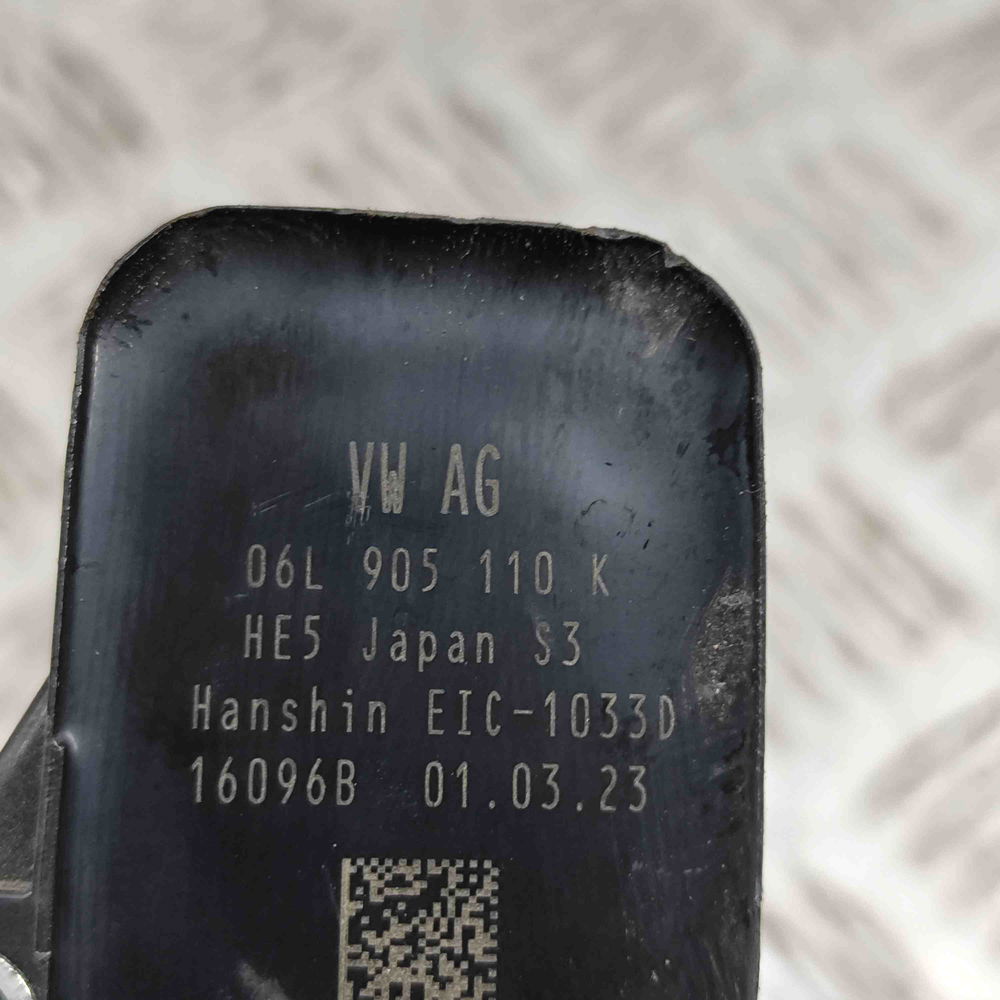 VW AG
06L 905 110 K
HE5 Japan S3
Hanshin EIC-1033D
16096B 01.03.23